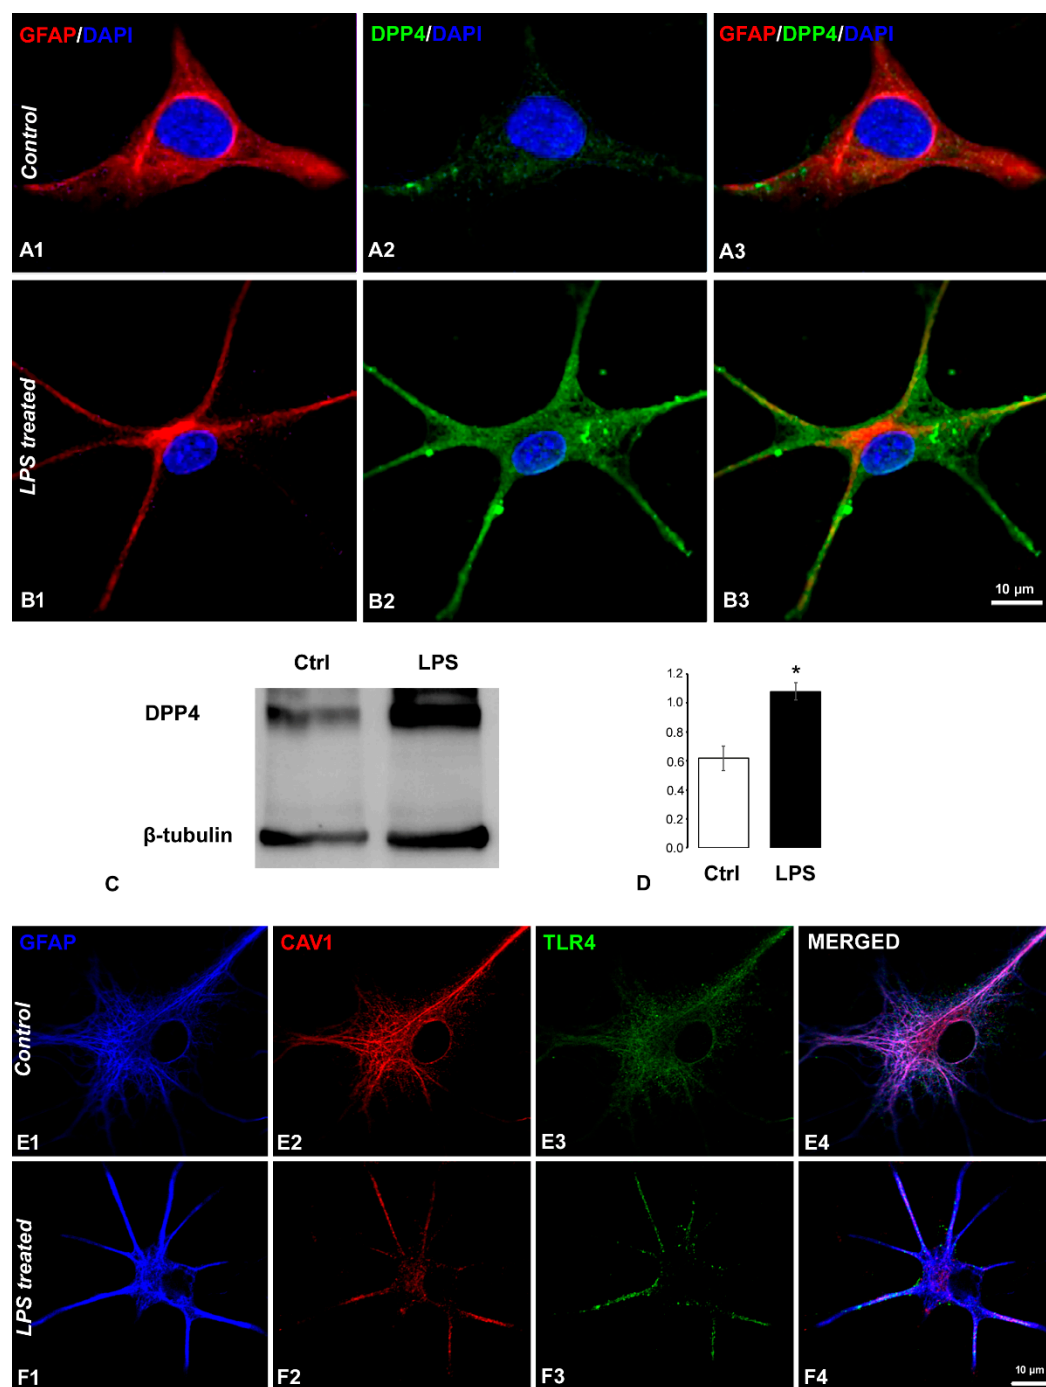 GFAP/DAPI
DPP4/DAPI
GFAP/DPP4/DAPI
Control
A1
A2
A3
LPS treated
B1
B2
B3
10 µm
Ctrl
LPS
DPP4
β-tubulin
C
1.2
1.0
0.8
0.6
0.4
0.2
0.0
*
Ctrl
LPS
D
GFAP
CAV1
TLR4
MERGED
Control
E1
E2
E3
E4
LPS treated
F1
F2
F3
F4
10 µm